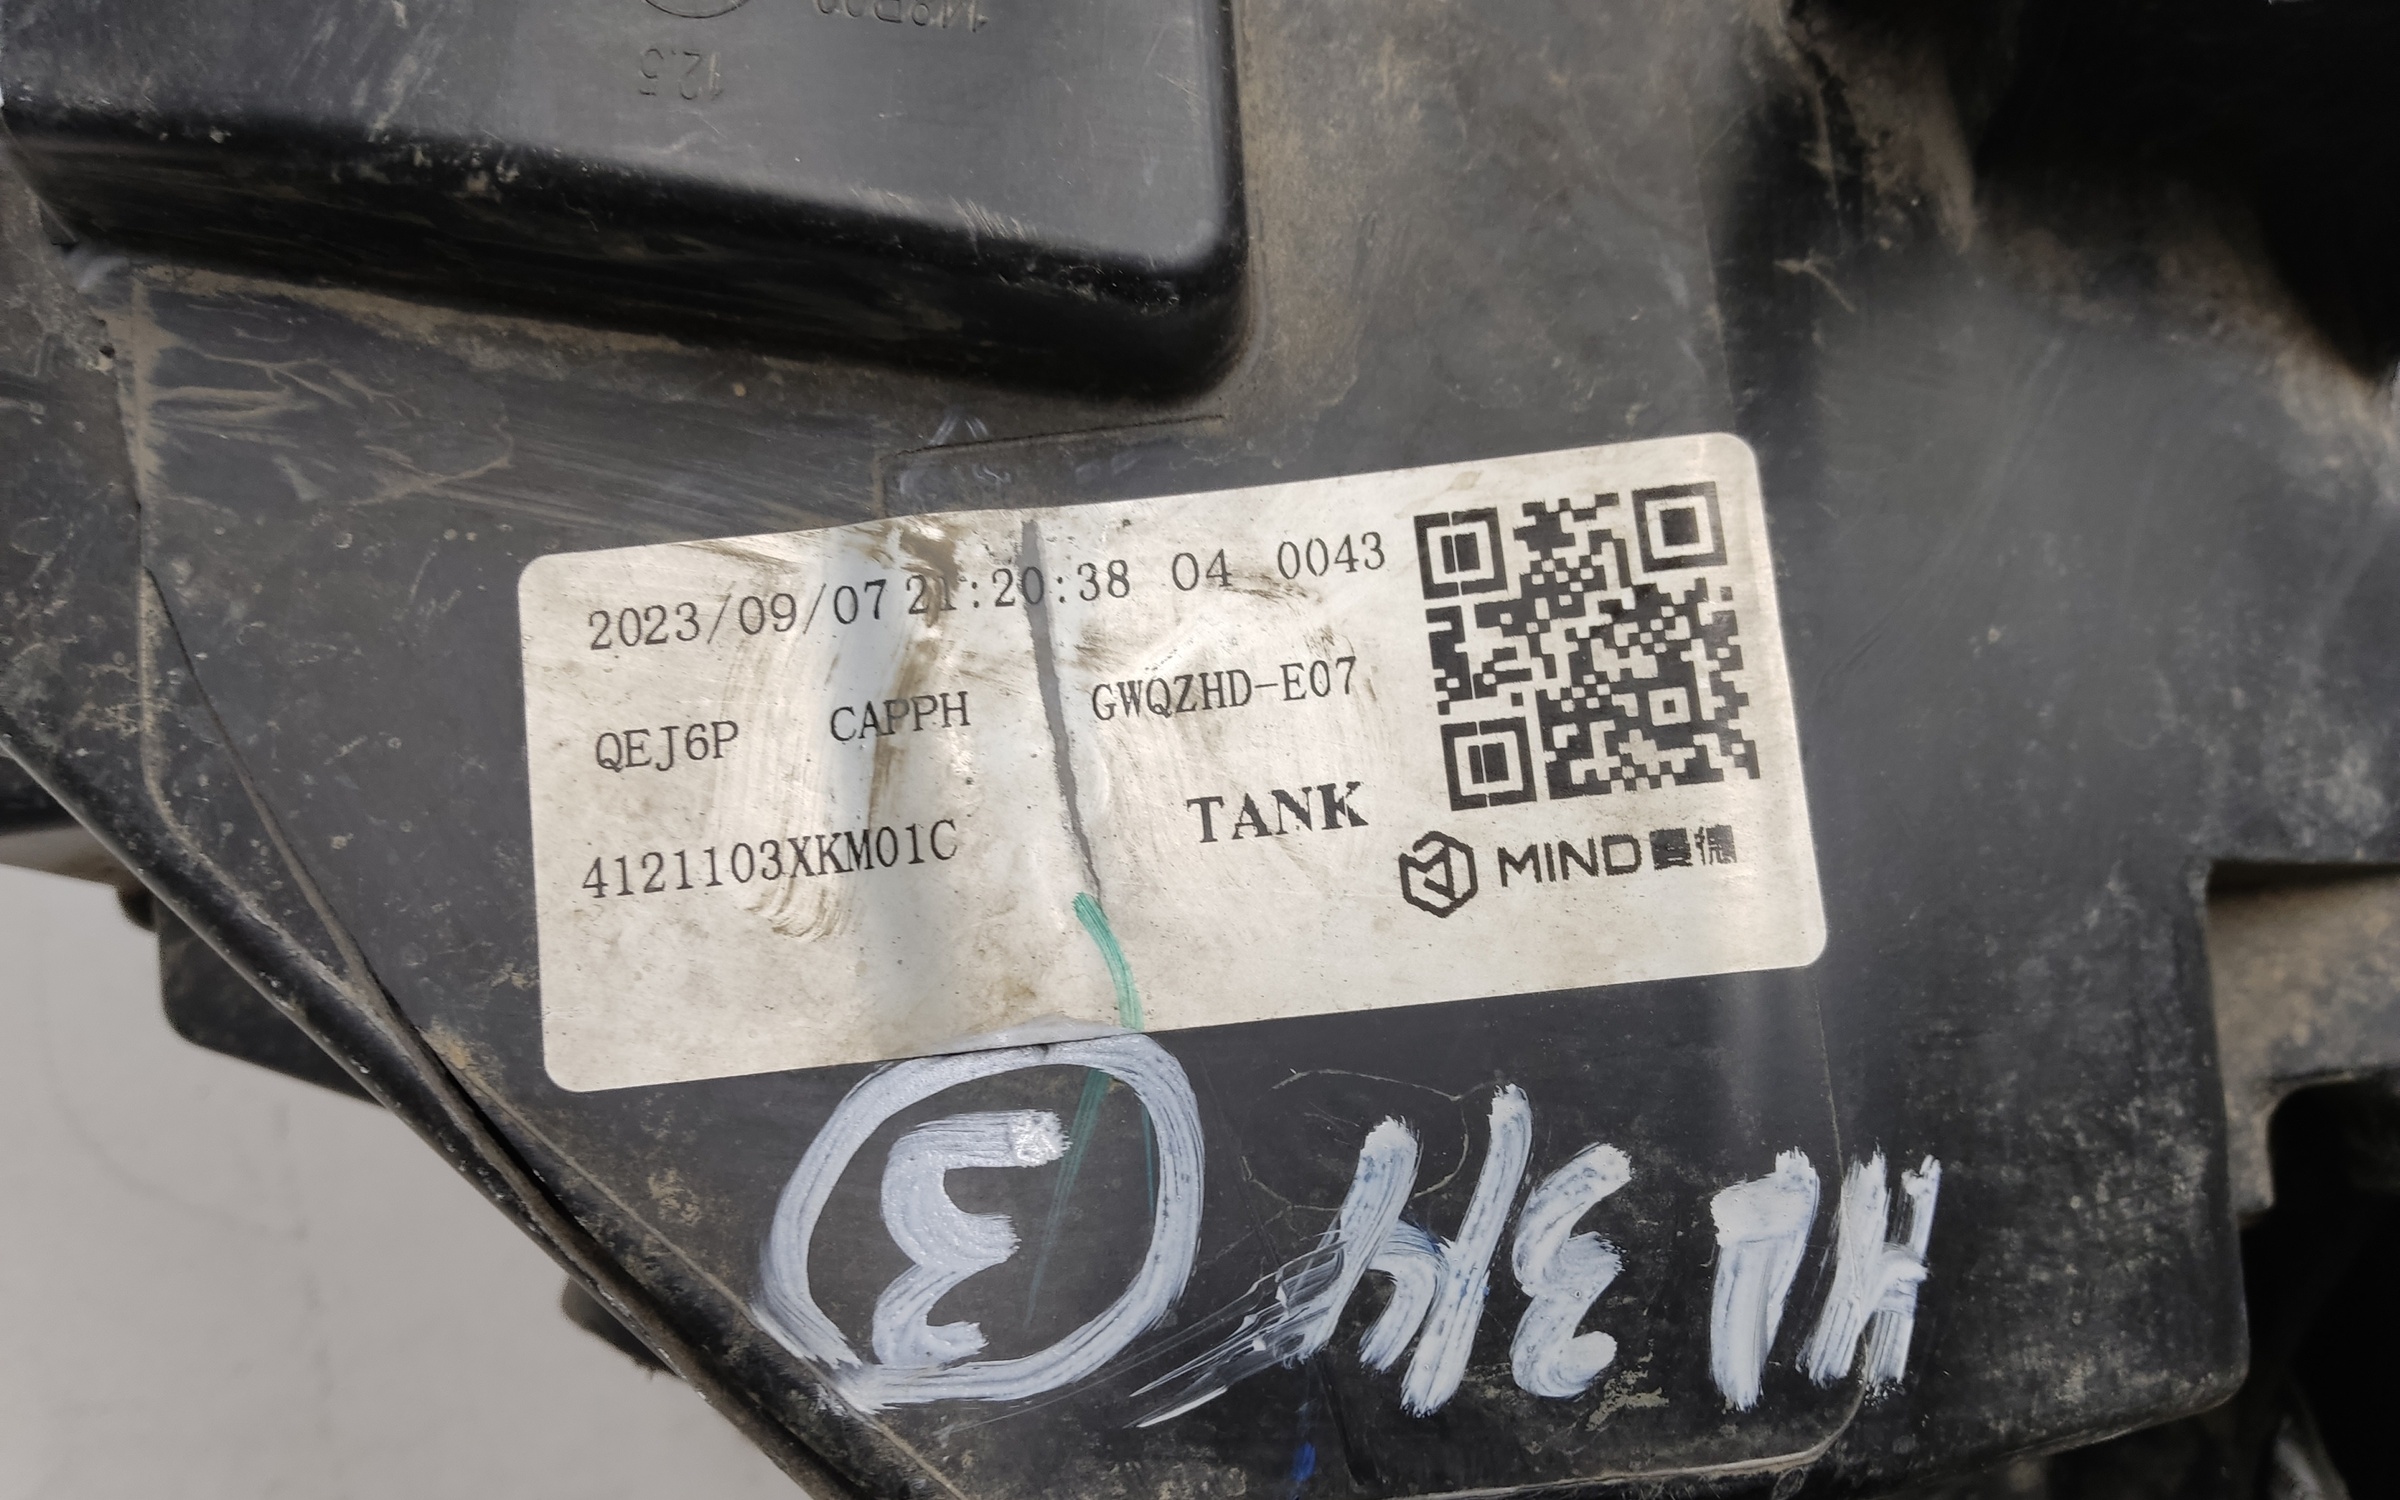 149R00
12.5
2023/09/07 21:20:38 04 0043
QEJ6P CAPPH GWQZHD-E07
4121103XKM01C TANK
MIND 曼德
3